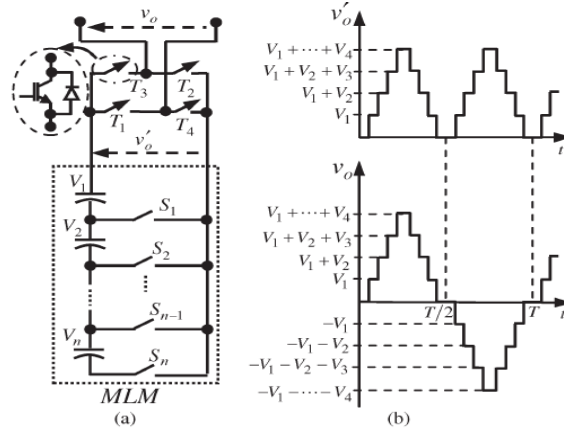 (a)
v_o
T_3
T_2
T_1
T_4
v'_o
V_1
S_1
V_2
S_2
S_{n-1}
V_n
S_n
MLM
(a)
v'_o
V_1 + ⋯ + V_4
V_1 + V_2 + V_3
V_1 + V_2
V_1
t
v_o
V_1 + ⋯ + V_4
V_1 + V_2 + V_3
V_1 + V_2
V_1
T/2
T
t
−V_1
−V_1 − V_2
−V_1 − V_2 − V_3
−V_1 − ⋯ − V_4
(b)